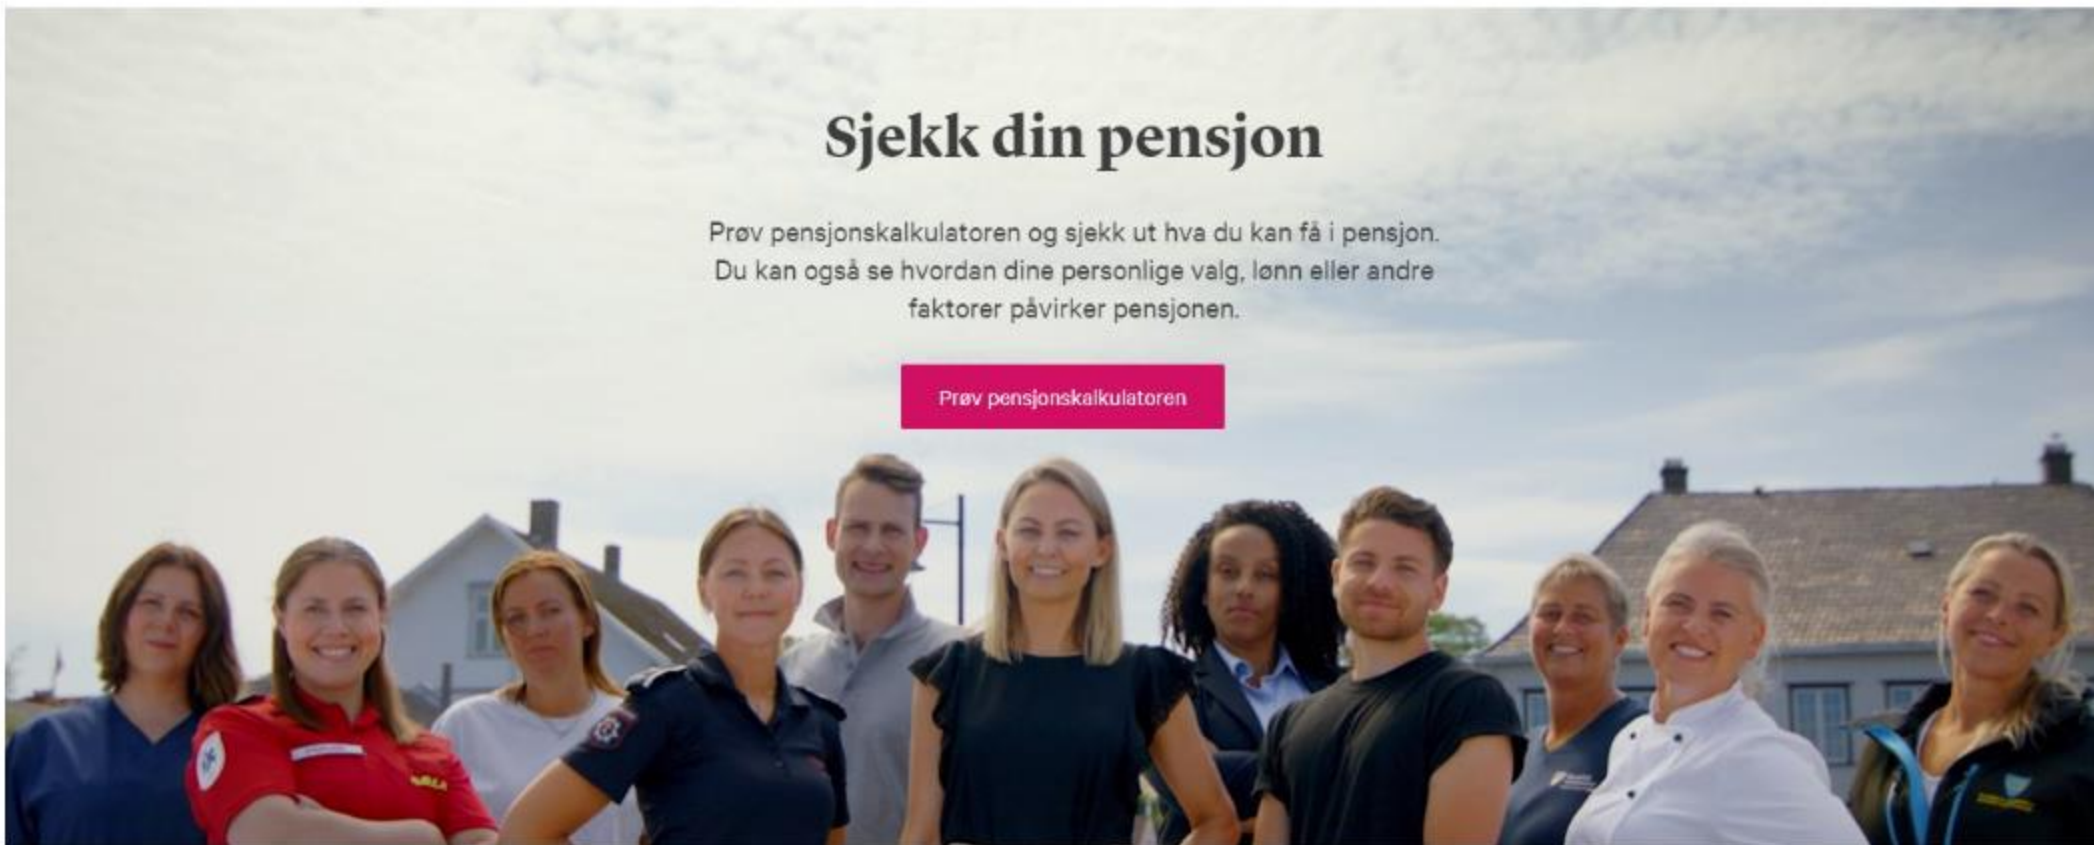 Sjekk din pensjon
Prøv pensjonskalkulatoren og sjekk ut hva du kan få i pensjon.
Du kan også se hvordan dine personlige valg, lønn eller andre
faktorer påvirker pensjonen.
Prøv pensjonskalkulatoren